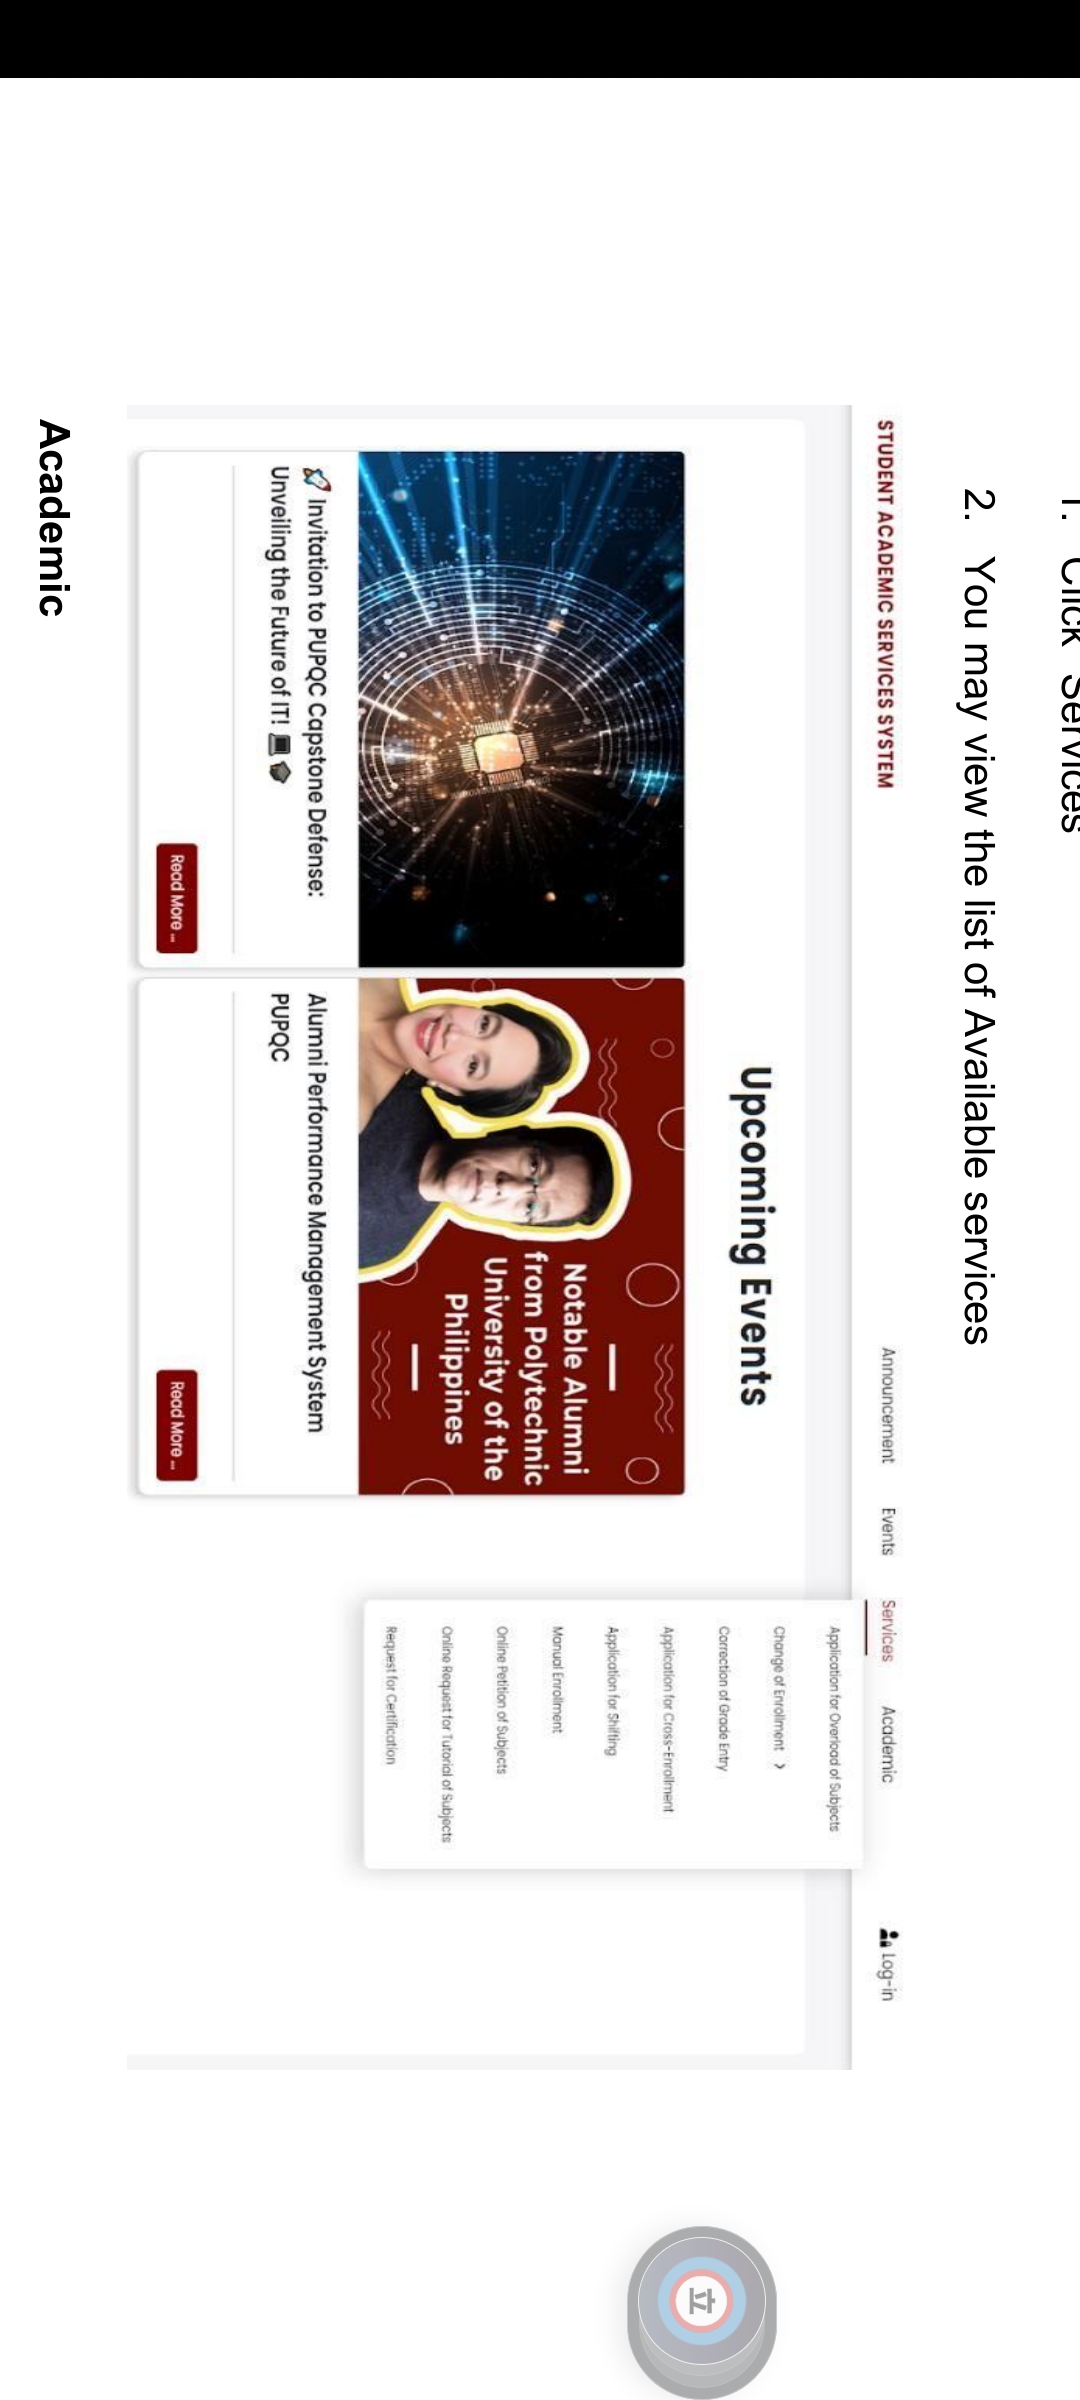 1. Click Services
2. You may view the list of Available services
STUDENT ACADEMIC SERVICES SYSTEM
Announcement
Events
Services
Academic
Log-in
Application for Overload of Subjects
Change of Enrollment >
Correction of Grade Entry
Application for Cross-Enrollment
Application for Shifting
Manual Enrollment
Online Petition of Subjects
Online Request for Tutorial of Subjects
Request for Certification
Upcoming Events
🚀 Invitation to PUPQC Capstone Defense:
Unveiling the Future of IT! 💻 🎓
Read More ...
Notable Alumni
from Polytechnic
University of the
Philippines
Alumni Performance Management System
PUPQC
Read More ...
Academic